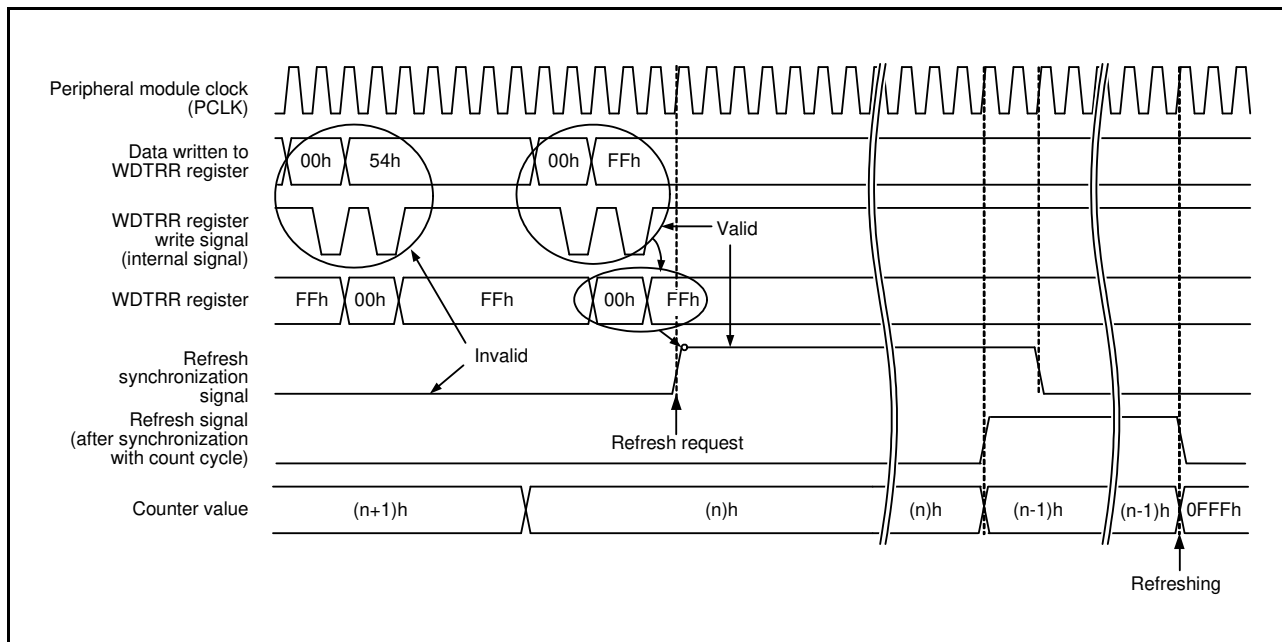 Peripheral module clock
(PCLK)
Data written to
WDTRR register
00h
54h
00h
FFh
WDTRR register
write signal
(internal signal)
Valid
WDTRR register
FFh
00h
FFh
00h
FFh
Invalid
Refresh
synchronization
signal
Refresh request
Refresh signal
(after synchronization
with count cycle)
Counter value
(n+1)h
(n)h
(n)h
(n-1)h
(n-1)h
0FFFh
Refreshing